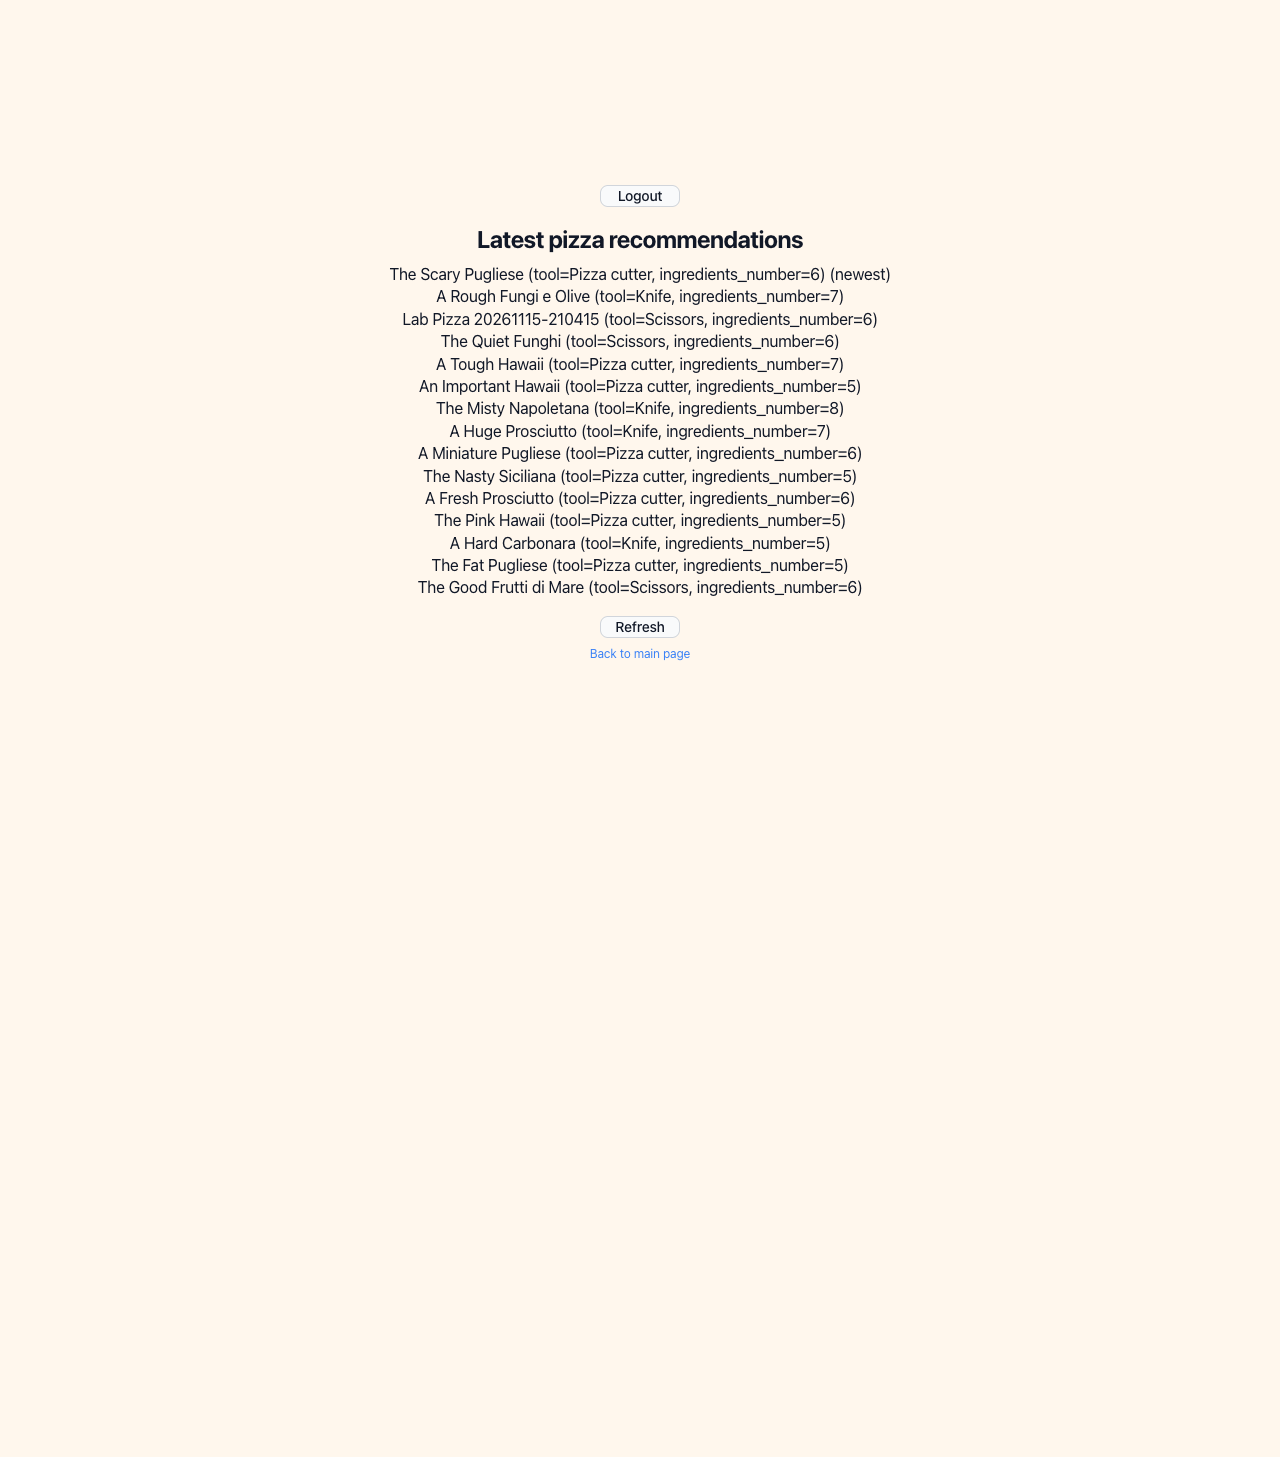 Logout
Latest pizza recommendations
The Scary Pugliese (tool=Pizza cutter, ingredients_number=6) (newest)
A Rough Fungi e Olive (tool=Knife, ingredients_number=7)
Lab Pizza 20261115-210415 (tool=Scissors, ingredients_number=6)
The Quiet Funghi (tool=Scissors, ingredients_number=6)
A Tough Hawaii (tool=Pizza cutter, ingredients_number=7)
An Important Hawaii (tool=Pizza cutter, ingredients_number=5)
The Misty Napoletana (tool=Knife, ingredients_number=8)
A Huge Prosciutto (tool=Knife, ingredients_number=7)
A Miniature Pugliese (tool=Pizza cutter, ingredients_number=6)
The Nasty Siciliana (tool=Pizza cutter, ingredients_number=5)
A Fresh Prosciutto (tool=Pizza cutter, ingredients_number=6)
The Pink Hawaii (tool=Pizza cutter, ingredients_number=5)
A Hard Carbonara (tool=Knife, ingredients_number=5)
The Fat Pugliese (tool=Pizza cutter, ingredients_number=5)
The Good Frutti di Mare (tool=Scissors, ingredients_number=6)
Refresh
Back to main page